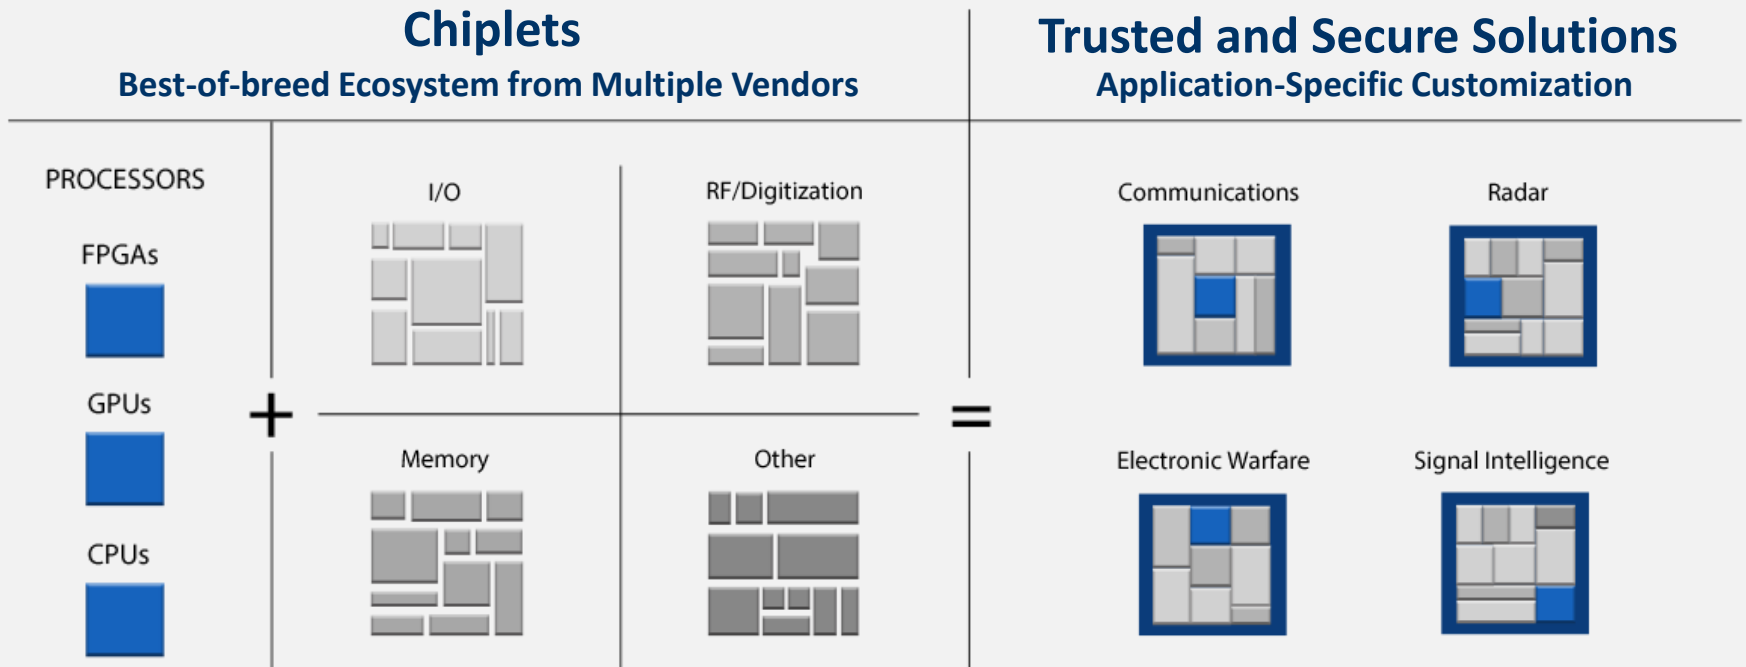 Chiplets
Best-of-breed Ecosystem from Multiple Vendors
Trusted and Secure Solutions
Application-Specific Customization
PROCESSORS
FPGAs
GPUs
CPUs
+
I/O
RF/Digitization
Memory
Other
=
Communications
Radar
Electronic Warfare
Signal Intelligence